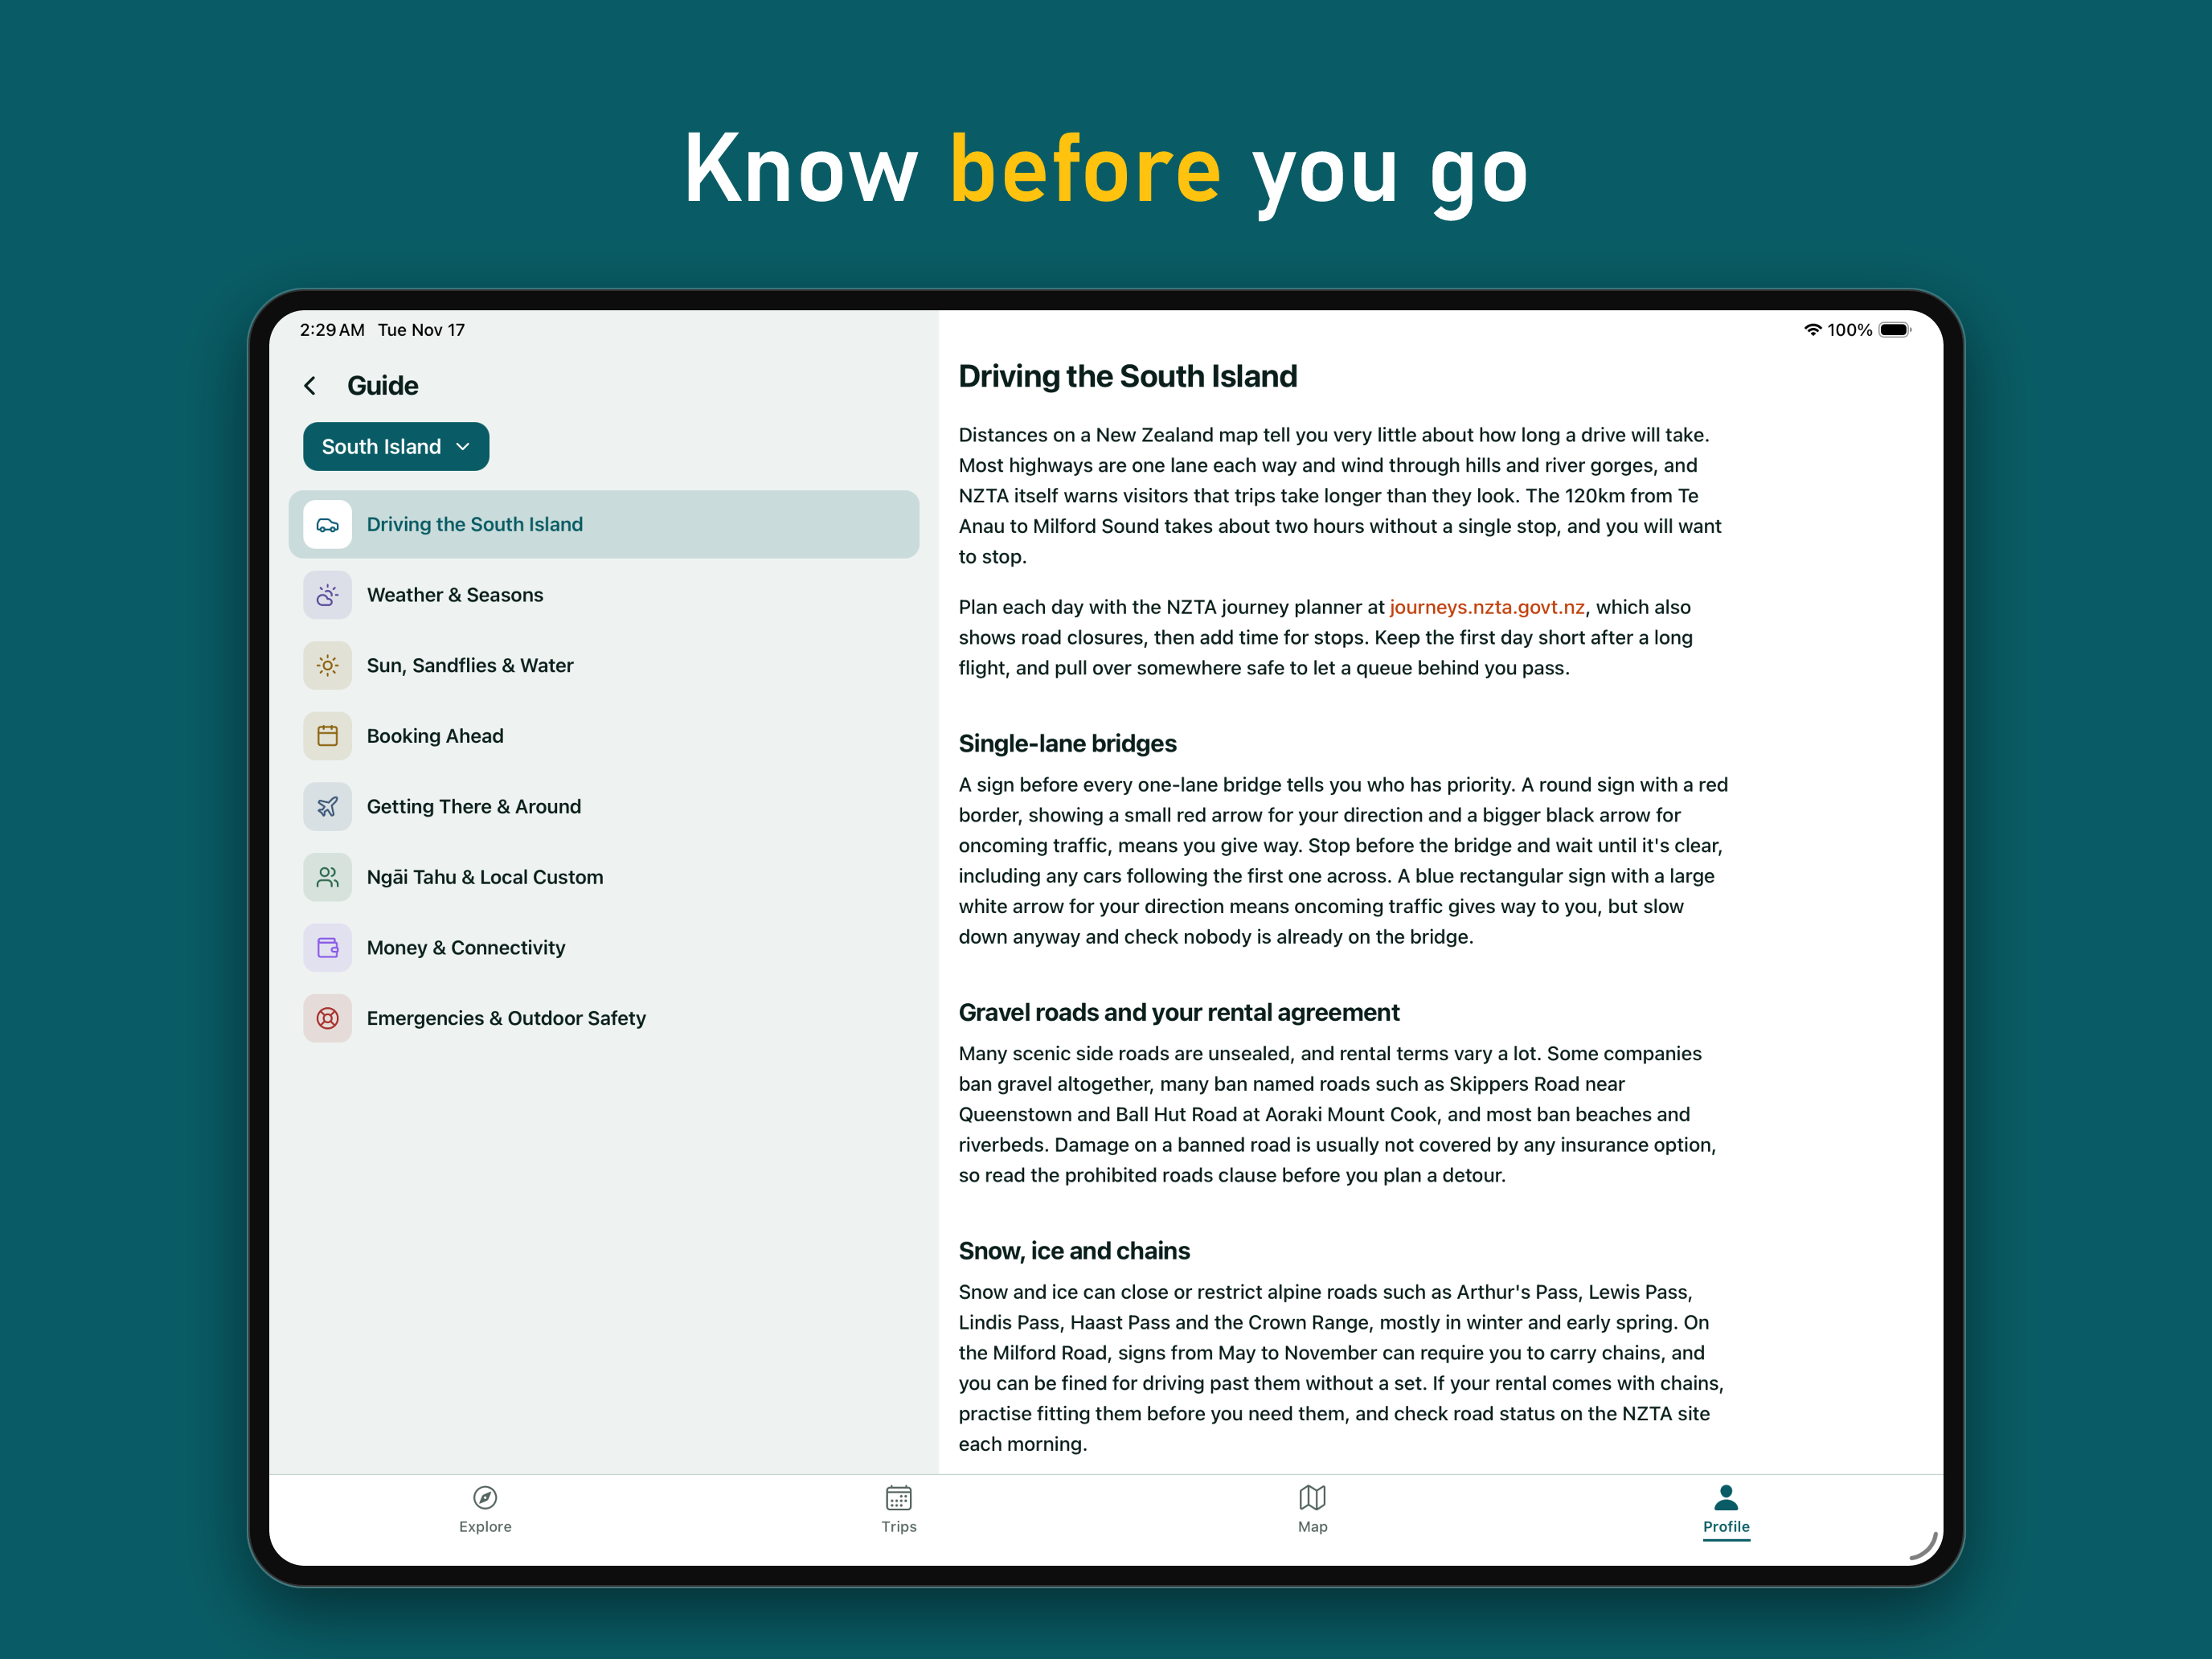 Know before you go
2:29 AM Tue Nov 17
100%
Guide
South Island
Driving the South Island
Weather & Seasons
Sun, Sandflies & Water
Booking Ahead
Getting There & Around
Ngāi Tahu & Local Custom
Money & Connectivity
Emergencies & Outdoor Safety
Driving the South Island
Distances on a New Zealand map tell you very little about how long a drive will take.
Most highways are one lane each way and wind through hills and river gorges, and
NZTA itself warns visitors that trips take longer than they look. The 120km from Te
Anau to Milford Sound takes about two hours without a single stop, and you will want
to stop.
Plan each day with the NZTA journey planner at journeys.nzta.govt.nz, which also
shows road closures, then add time for stops. Keep the first day short after a long
flight, and pull over somewhere safe to let a queue behind you pass.
Single-lane bridges
A sign before every one-lane bridge tells you who has priority. A round sign with a red
border, showing a small red arrow for your direction and a bigger black arrow for
oncoming traffic, means you give way. Stop before the bridge and wait until it's clear,
including any cars following the first one across. A blue rectangular sign with a large
white arrow for your direction means oncoming traffic gives way to you, but slow
down anyway and check nobody is already on the bridge.
Gravel roads and your rental agreement
Many scenic side roads are unsealed, and rental terms vary a lot. Some companies
ban gravel altogether, many ban named roads such as Skippers Road near
Queenstown and Ball Hut Road at Aoraki Mount Cook, and most ban beaches and
riverbeds. Damage on a banned road is usually not covered by any insurance option,
so read the prohibited roads clause before you plan a detour.
Snow, ice and chains
Snow and ice can close or restrict alpine roads such as Arthur's Pass, Lewis Pass,
Lindis Pass, Haast Pass and the Crown Range, mostly in winter and early spring. On
the Milford Road, signs from May to November can require you to carry chains, and
you can be fined for driving past them without a set. If your rental comes with chains,
practise fitting them before you need them, and check road status on the NZTA site
each morning.
Explore
Trips
Map
Profile